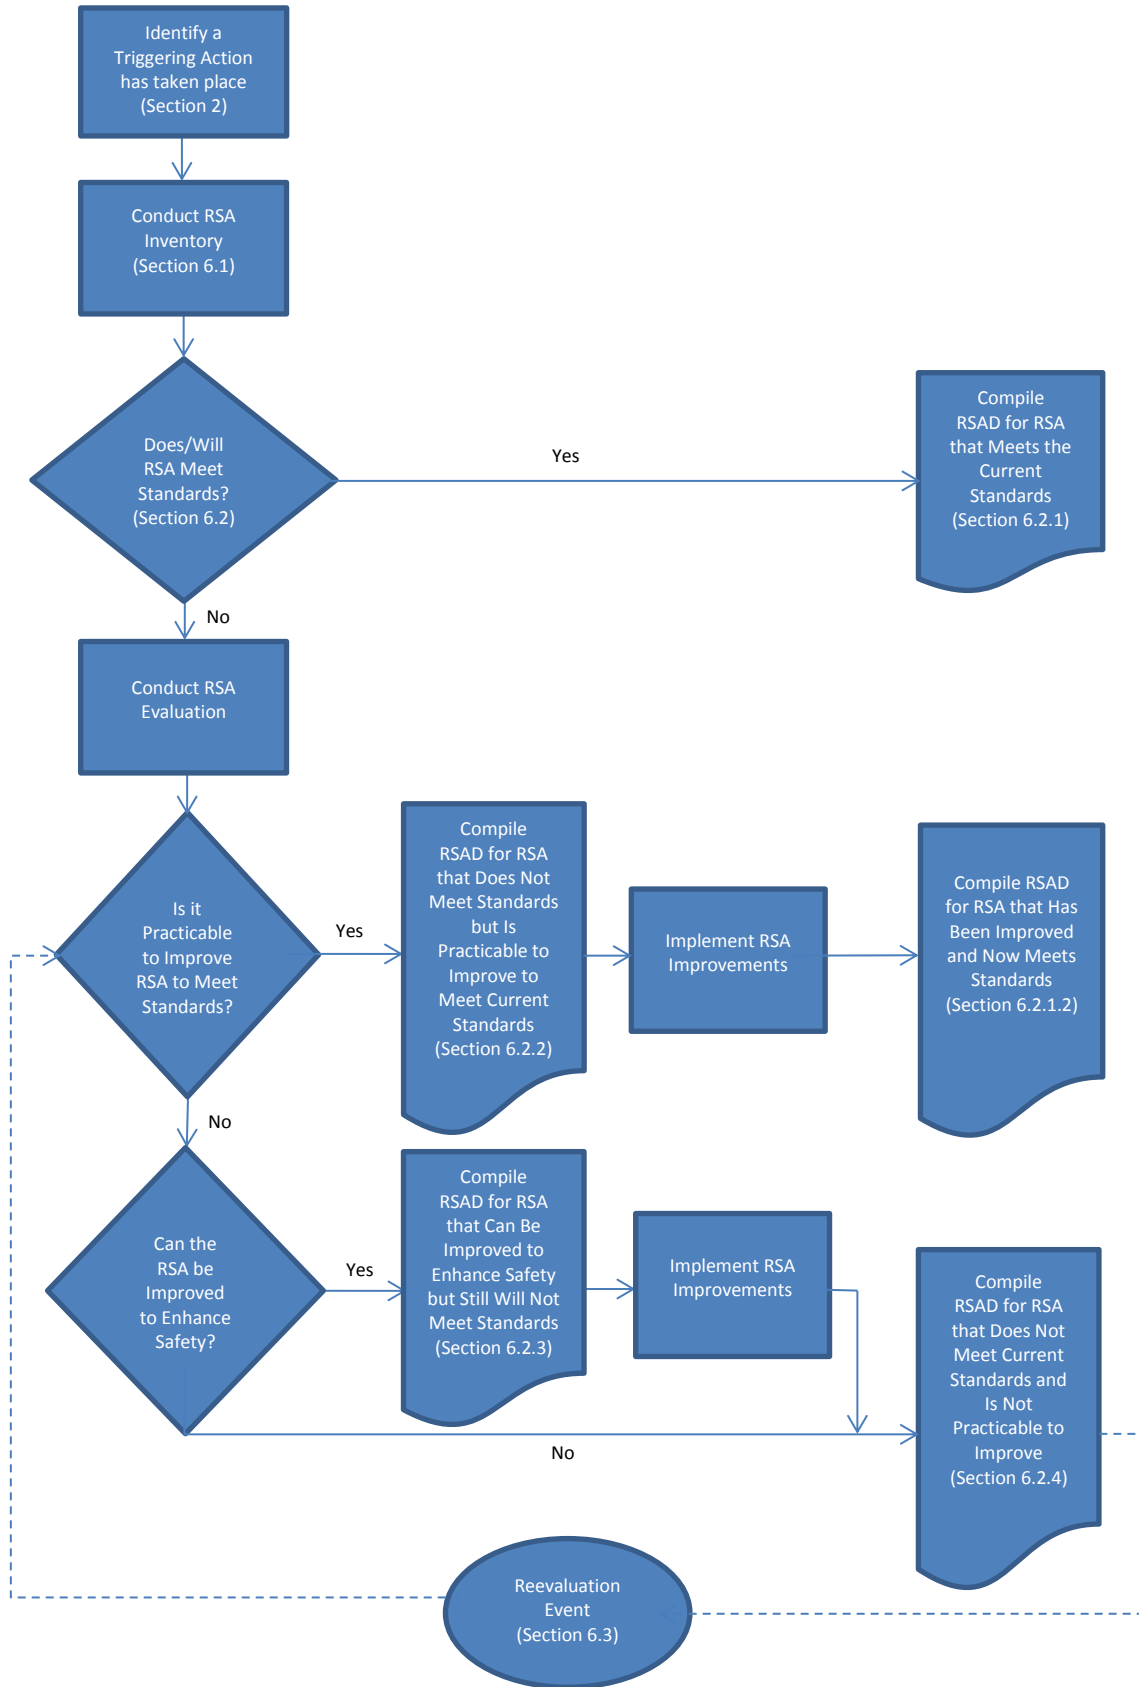 Identify a
Triggering Action
has taken place
(Section 2)
Conduct RSA
Inventory
(Section 6.1)
Does/Will
RSA Meet
Standards?
(Section 6.2)
Yes
Compile
RSAD for RSA
that Meets the
Current
Standards
(Section 6.2.1)
No
Conduct RSA
Evaluation
Is it
Practicable
to Improve
RSA to Meet
Standards?
Yes
Compile
RSAD for RSA
that Does Not
Meet Standards
but Is
Practicable to
Improve to
Meet Current
Standards
(Section 6.2.2)
Implement RSA
Improvements
Compile RSAD
for RSA that Has
Been Improved
and Now Meets
Standards
(Section 6.2.1.2)
No
Can the
RSA be
Improved
to Enhance
Safety?
Yes
Compile
RSAD for RSA
that Can Be
Improved to
Enhance Safety
but Still Will Not
Meet Standards
(Section 6.2.3)
Implement RSA
Improvements
Compile
RSAD for RSA
that Does Not
Meet Current
Standards and
Is Not
Practicable to
Improve
(Section 6.2.4)
No
Reevaluation
Event
(Section 6.3)